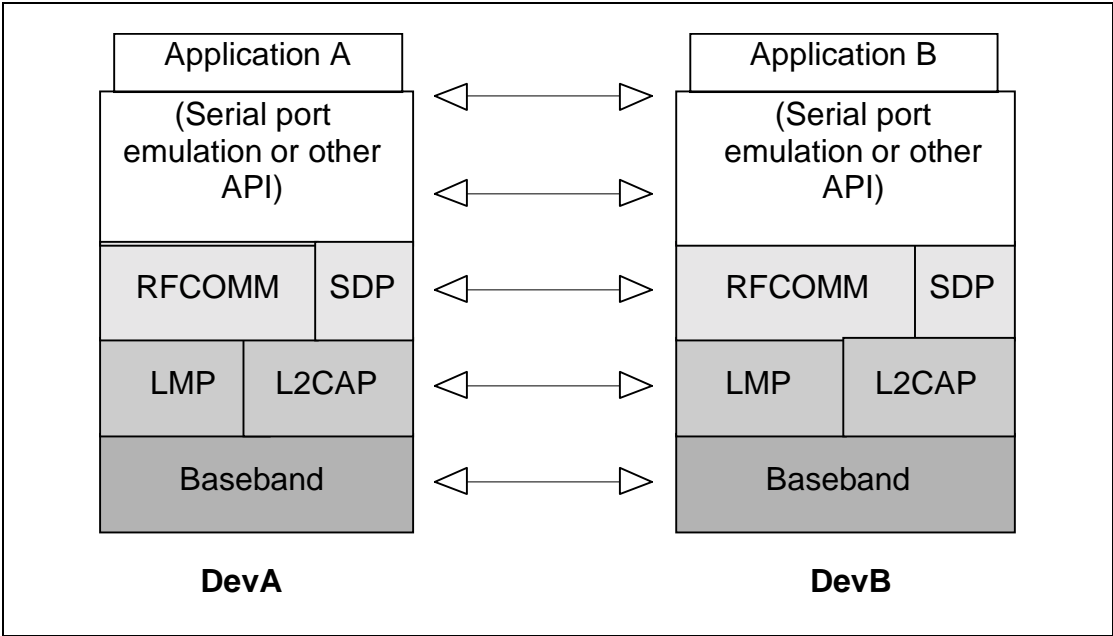 Application A
(Serial port
emulation or other
API)
RFCOMM
SDP
LMP
L2CAP
Baseband
DevA
Application B
(Serial port
emulation or other
API)
RFCOMM
SDP
LMP
L2CAP
Baseband
DevB